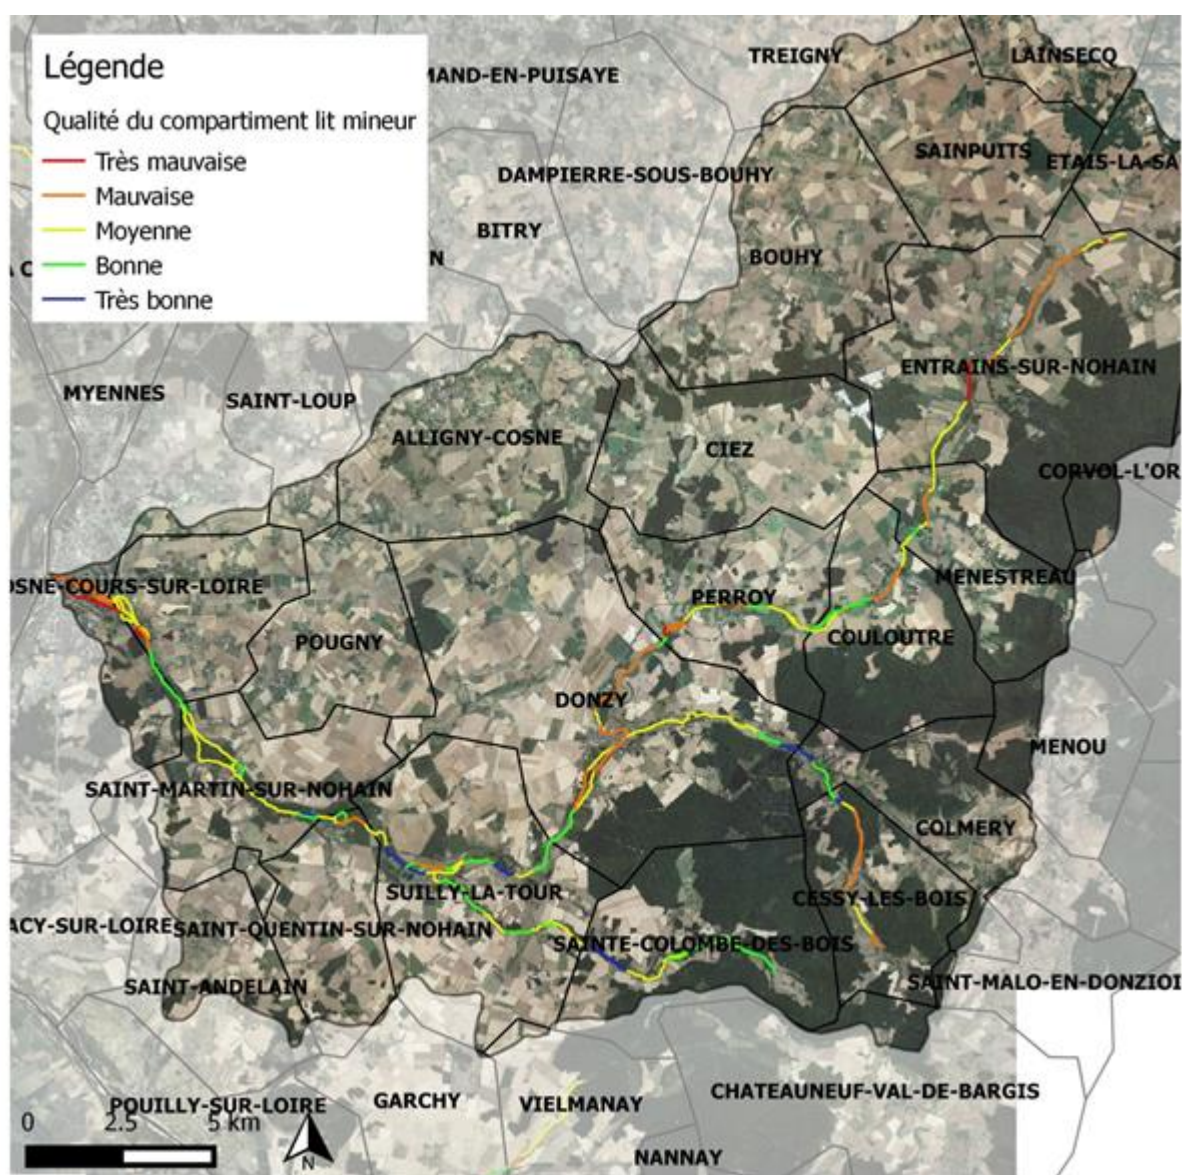 Légende
Qualité du compartiment lit mineur
Très mauvaise
Mauvaise
Moyenne
Bonne
Très bonne
TREIGNY
LAINSECQ
MAND-EN-PUISAYE
SAINPUITS
ETAIS-LA-SA
DAMPIERRE-SOUS-BOUHY
BITRY
BOUHY
N
A C
ENTRAINS-SUR-NOHAIN
MYENNES
SAINT-LOUP
ALLIGNY-COSNE
CIEZ
CORVOL-L'OR
MENESTREAU
OSNE-COURS-SUR-LOIRE
PERROY
POUGNY
COULOUTRE
DONZY
MENOU
SAINT-MARTIN-SUR-NOHAIN
COLMERY
SUILLY-LA-TOUR
CESSY-LES-BOIS
ACY-SUR-LOIRE
SAINT-QUENTIN-SUR-NOHAIN
SAINTE-COLOMBE-DES-BOIS
SAINT-ANDELAIN
SAINT-MALO-EN-DONZIOI
CHATEAUNEUF-VAL-DE-BARGIS
POUILLY-SUR-LOIRE
GARCHY
VIELMANAY
0 2.5 5 km
N
NANNAY